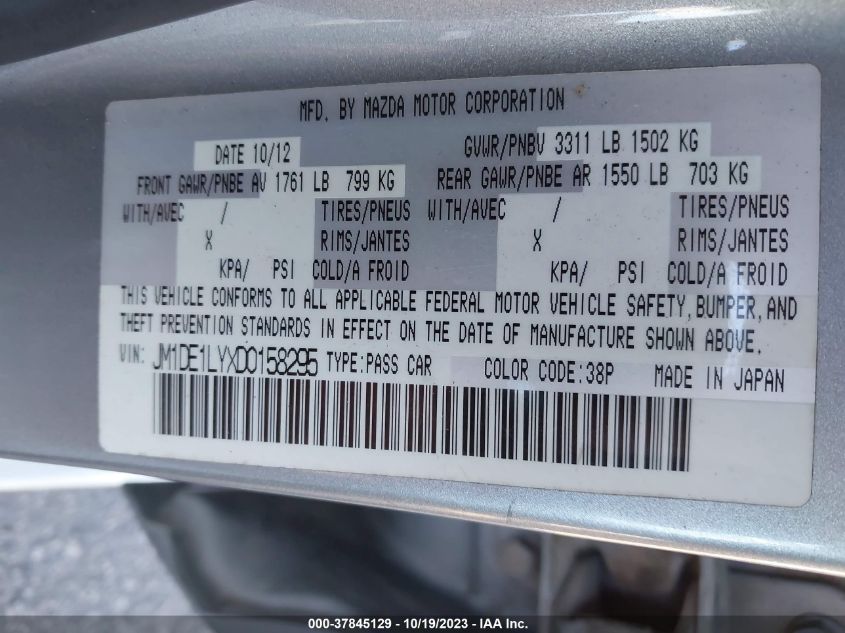 MFD. BY MAZDA MOTOR CORPORATION
DATE 10/12 GVWR/PNBV 3311 LB 1502 KG
FRONT GAWR/PNBE AV 1761 LB 799 KG REAR GAWR/PNBE AR 1550 LB 703 KG
WITH/AVEC / TIRES/PNEUS WITH/AVEC / TIRES/PNEUS
X RIMS/JANTES X RIMS/JANTES
KPA/ PSI COLD/A FROID KPA/ PSI COLD/A FROID
THIS VEHICLE CONFORMS TO ALL APPLICABLE FEDERAL MOTOR VEHICLE SAFETY, BUMPER, AND
THEFT PREVENTION STANDARDS IN EFFECT ON THE DATE OF MANUFACTURE SHOWN ABOVE.
VIN: JM1DE1LYXD0158295 TYPE:PASS CAR COLOR CODE:38P MADE IN JAPAN
000-37845129 - 10/19/2023 - IAA Inc.